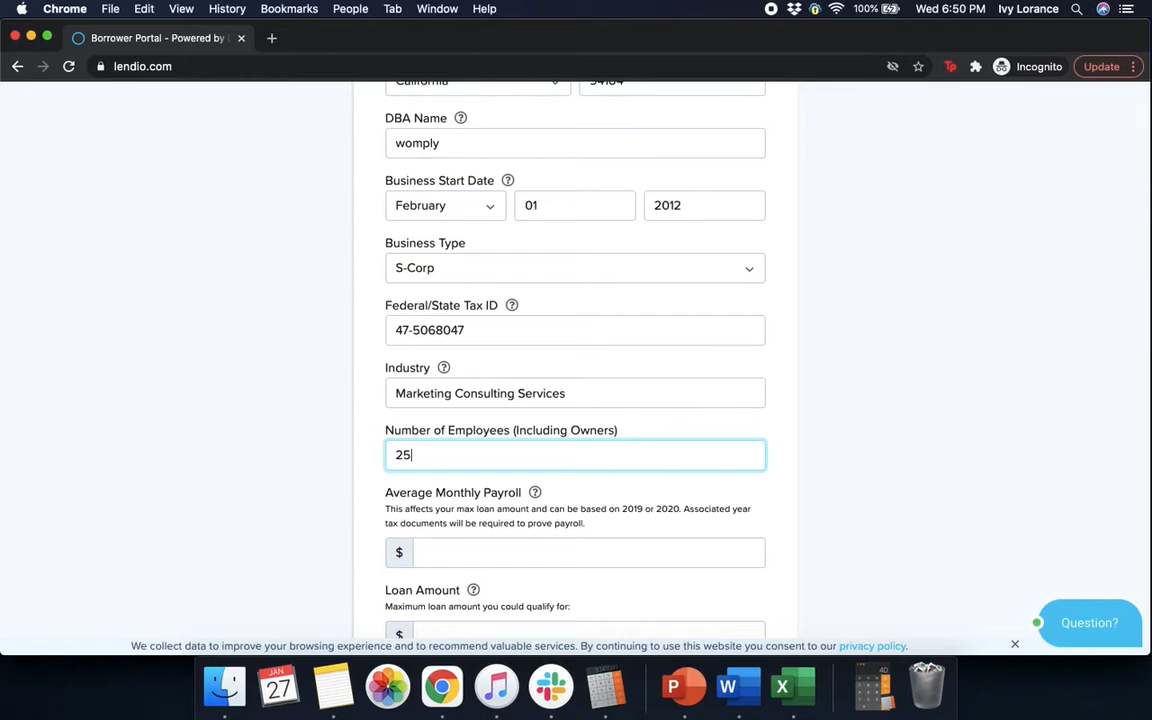 Chrome File Edit View History Bookmarks People Tab Window Help 100% Wed 6:50 PM Ivy Lorance
Borrower Portal - Powered by
lendio.com Incognito Update
California 94104
DBA Name
womply
Business Start Date
February 01 2012
Business Type
S-Corp
Federal/State Tax ID
47-5068047
Industry
Marketing Consulting Services
Number of Employees (Including Owners)
25
Average Monthly Payroll
This affects your max loan amount and can be based on 2019 or 2020. Associated year
tax documents will be required to prove payroll.
$
Loan Amount
Maximum loan amount you could qualify for:
$
Question?
We collect data to improve your browsing experience and to recommend valuable services. By continuing to use this website you consent to our privacy policy.
JAN
27
P W X 40